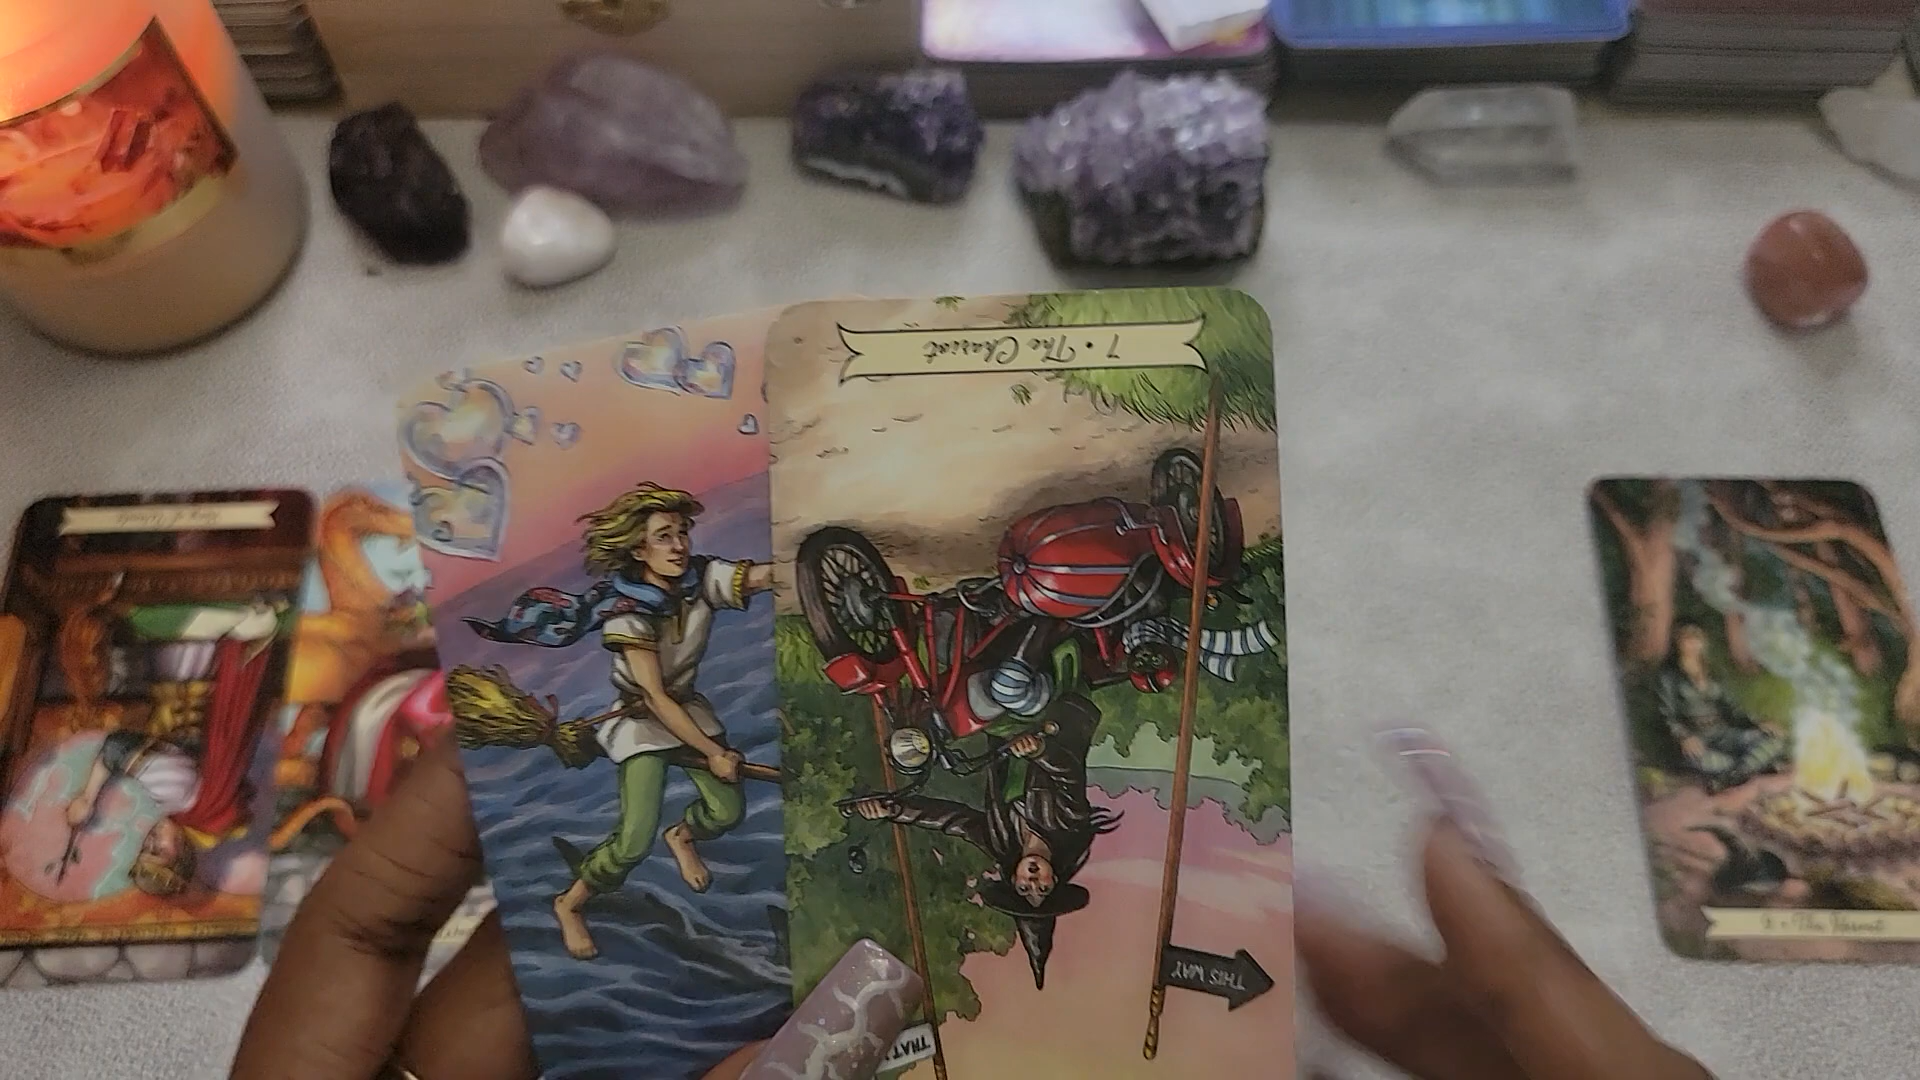 7 • The Chariot
THIS WAY
THAT
9 • The Hermit